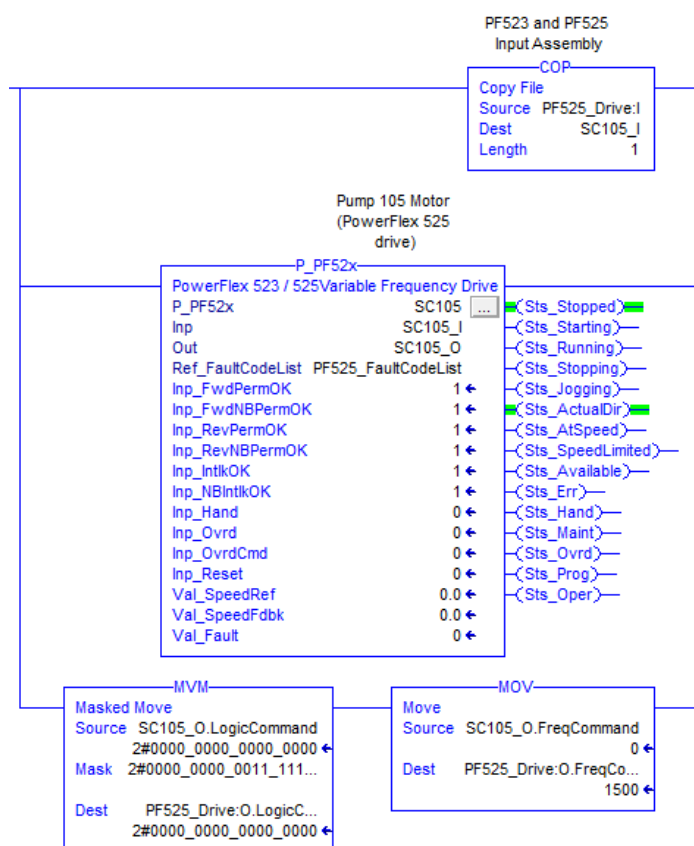 PF523 and PF525
Input Assembly
COP
Copy File
Source PF525_Drive:I
Dest SC105_I
Length 1
Pump 105 Motor
(PowerFlex 525
drive)
P_PF52x
PowerFlex 523 / 525Variable Frequency Drive
P_PF52x SC105 ... (Sts_Stopped)
Inp SC105_I (Sts_Starting)
Out SC105_O (Sts_Running)
Ref_FaultCodeList PF525_FaultCodeList (Sts_Stopping)
Inp_FwdPermOK 1 (Sts_Jogging)
Inp_FwdNBPermOK 1 (Sts_ActualDir)
Inp_RevPermOK 1 (Sts_AtSpeed)
Inp_RevNBPermOK 1 (Sts_SpeedLimited)
Inp_IntlkOK 1 (Sts_Available)
Inp_NBIntlkOK 1 (Sts_Err)
Inp_Hand 0 (Sts_Hand)
Inp_Ovrd 0 (Sts_Maint)
Inp_OvrdCmd 0 (Sts_Ovrd)
Inp_Reset 0 (Sts_Prog)
Val_SpeedRef 0.0 (Sts_Oper)
Val_SpeedFdbk 0.0
Val_Fault 0
MVM
Masked Move
Source SC105_O.LogicCommand
2#0000_0000_0000_0000
Mask 2#0000_0000_0011_111...
Dest PF525_Drive:O.LogicC...
2#0000_0000_0000_0000
MOV
Move
Source SC105_O.FreqCommand
0
Dest PF525_Drive:O.FreqCo...
1500